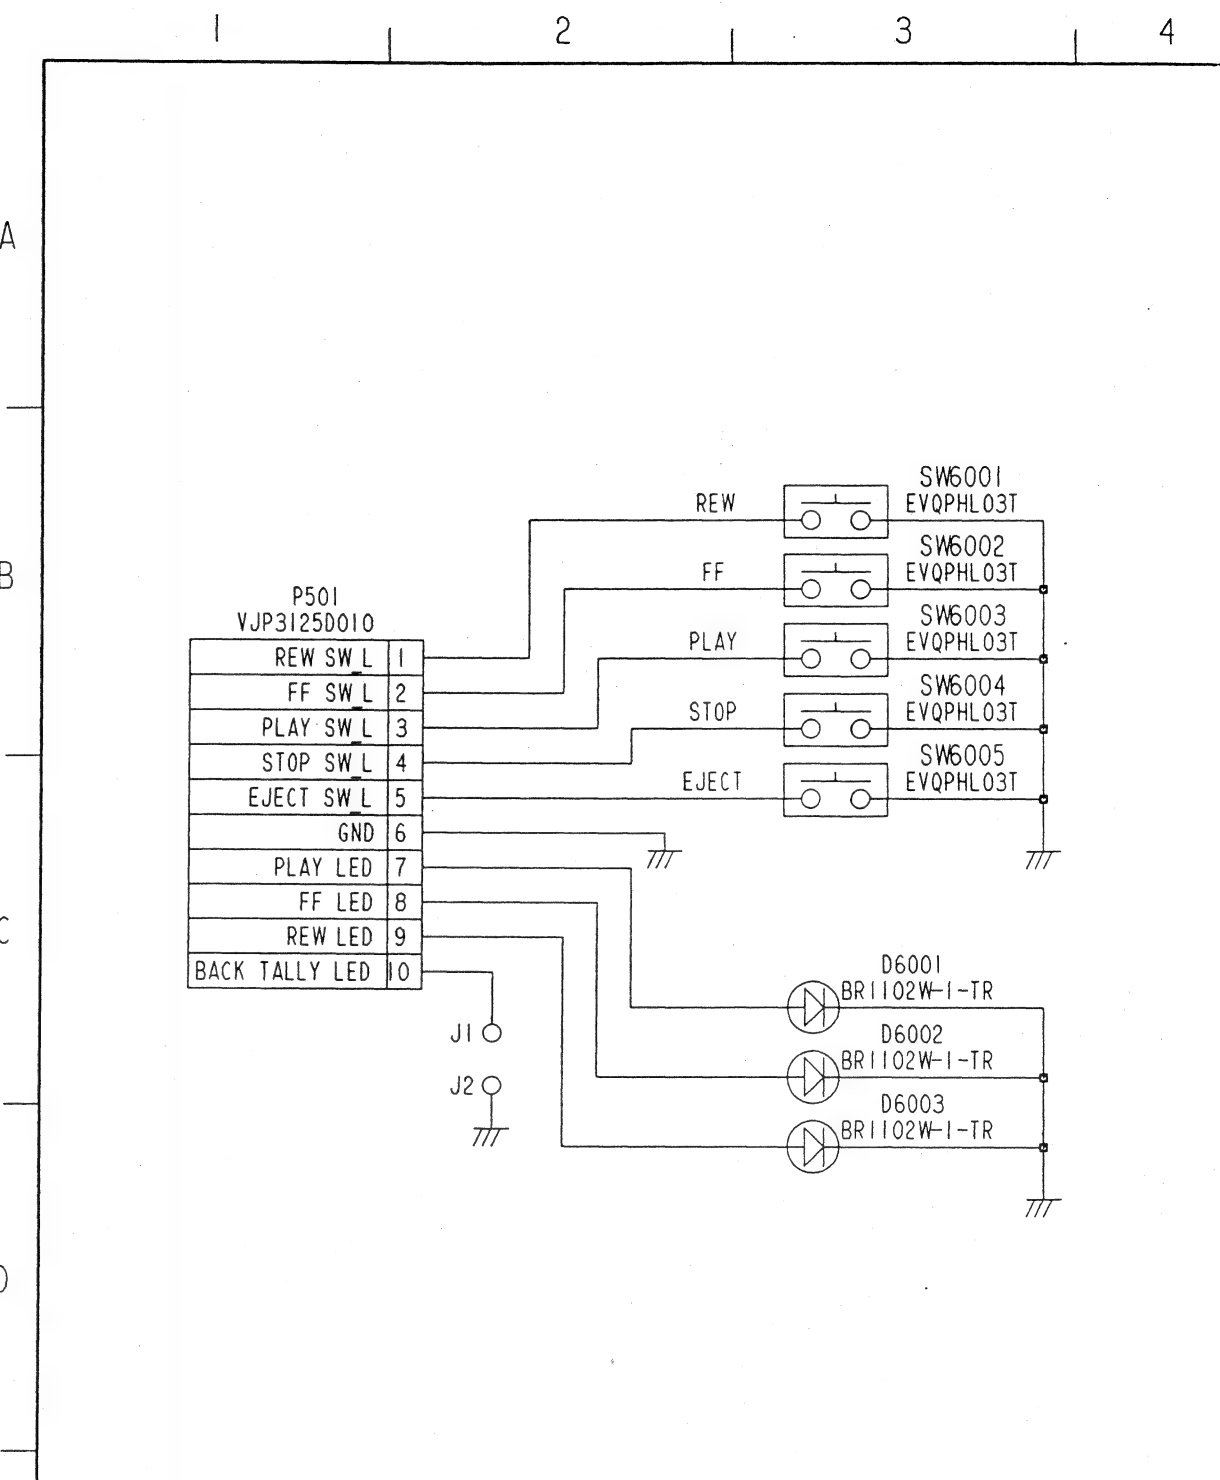 1 2 3 4
A
B
C
D
REW
SW6001
EVQPHL03T
FF
SW6002
EVQPHL03T
PLAY
SW6003
EVQPHL03T
STOP
SW6004
EVQPHL03T
EJECT
SW6005
EVQPHL03T
P501
VJP3125D010
REW SW_L 1
FF SW_L 2
PLAY SW_L 3
STOP SW_L 4
EJECT SW_L 5
GND 6
PLAY LED 7
FF LED 8
REW LED 9
BACK TALLY LED 10
J1
J2
D6001
BR1102W-1-TR
D6002
BR1102W-1-TR
D6003
BR1102W-1-TR